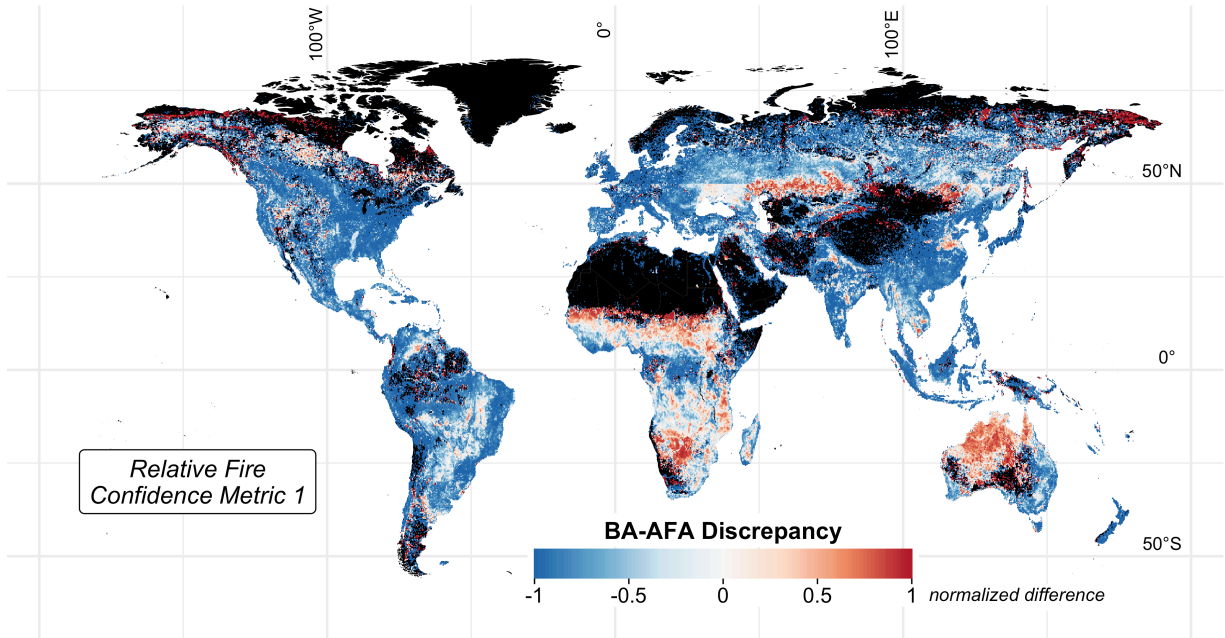 100°W
0°
100°E
50°N
0°
50°S
Relative Fire
Confidence Metric 1
BA-AFA Discrepancy
-1 -0.5 0 0.5 1 normalized difference